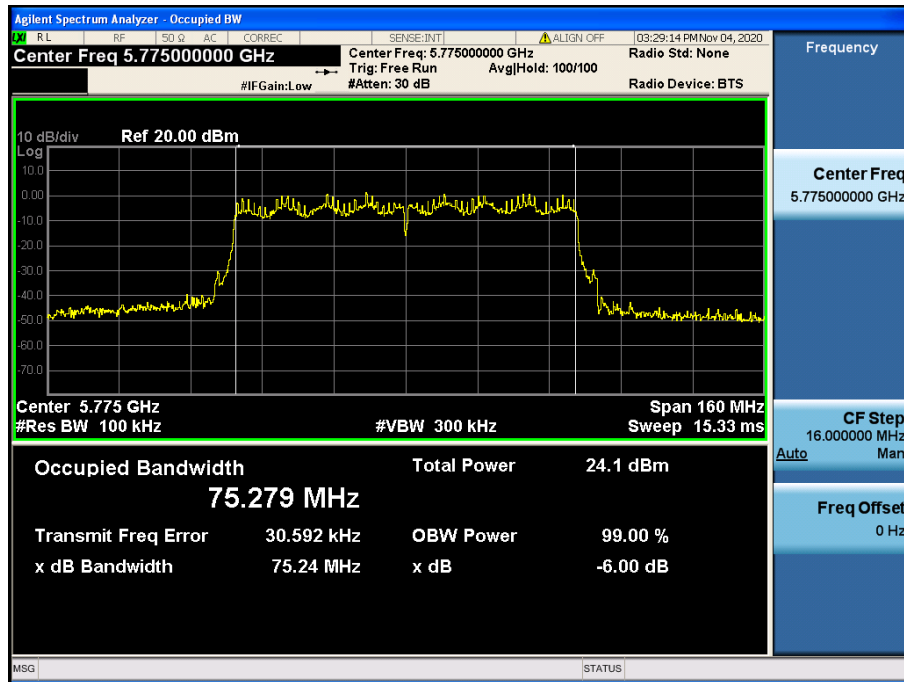 Agilent Spectrum Analyzer - Occupied BW
LXI RL RF 50 Ω AC CORREC SENSE:INT ALIGN OFF 03:29:14 PM Nov 04, 2020
Center Freq 5.775000000 GHz
Center Freq: 5.775000000 GHz
Radio Std: None
Trig: Free Run Avg|Hold: 100/100
#IFGain:Low
#Atten: 30 dB
Radio Device: BTS
10 dB/div Ref 20.00 dBm
Log
10.0
0.00
-10.0
-20.0
-30.0
-40.0
-50.0
-60.0
-70.0
Center 5.775 GHz Span 160 MHz
#Res BW 100 kHz #VBW 300 kHz Sweep 15.33 ms
Occupied Bandwidth Total Power 24.1 dBm
75.279 MHz
Transmit Freq Error 30.592 kHz OBW Power 99.00 %
x dB Bandwidth 75.24 MHz x dB -6.00 dB
MSG STATUS
Frequency
Center Freq
5.775000000 GHz
CF Step
16.000000 MHz
Auto Man
Freq Offset
0 Hz